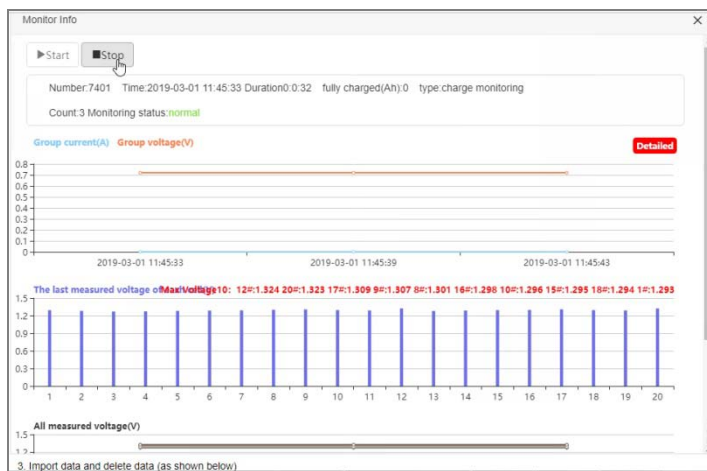 Monitor Info
Start Stop
Number:7401 Time:2019-03-01 11:45:33 Duration0:0:32 fully charged(Ah):0 type:charge monitoring
Count:3 Monitoring status:normal
Group current(A) Group voltage(V) Detailed
0.8
0.7
0.6
0.5
0.4
0.3
0.2
0.1
0
2019-03-01 11:45:33 2019-03-01 11:45:39 2019-03-01 11:45:43
The last measured voltage of Max Voltage10: 12#:1.324 20#:1.323 17#:1.309 9#:1.307 8#:1.301 16#:1.298 10#:1.296 15#:1.295 18#:1.294 1#:1.293
1.5
1.2
0.9
0.6
0.3
0
1 2 3 4 5 6 7 8 9 10 11 12 13 14 15 16 17 18 19 20
All measured voltage(V)
1.5
1.2
3. Import data and delete data (as shown below)